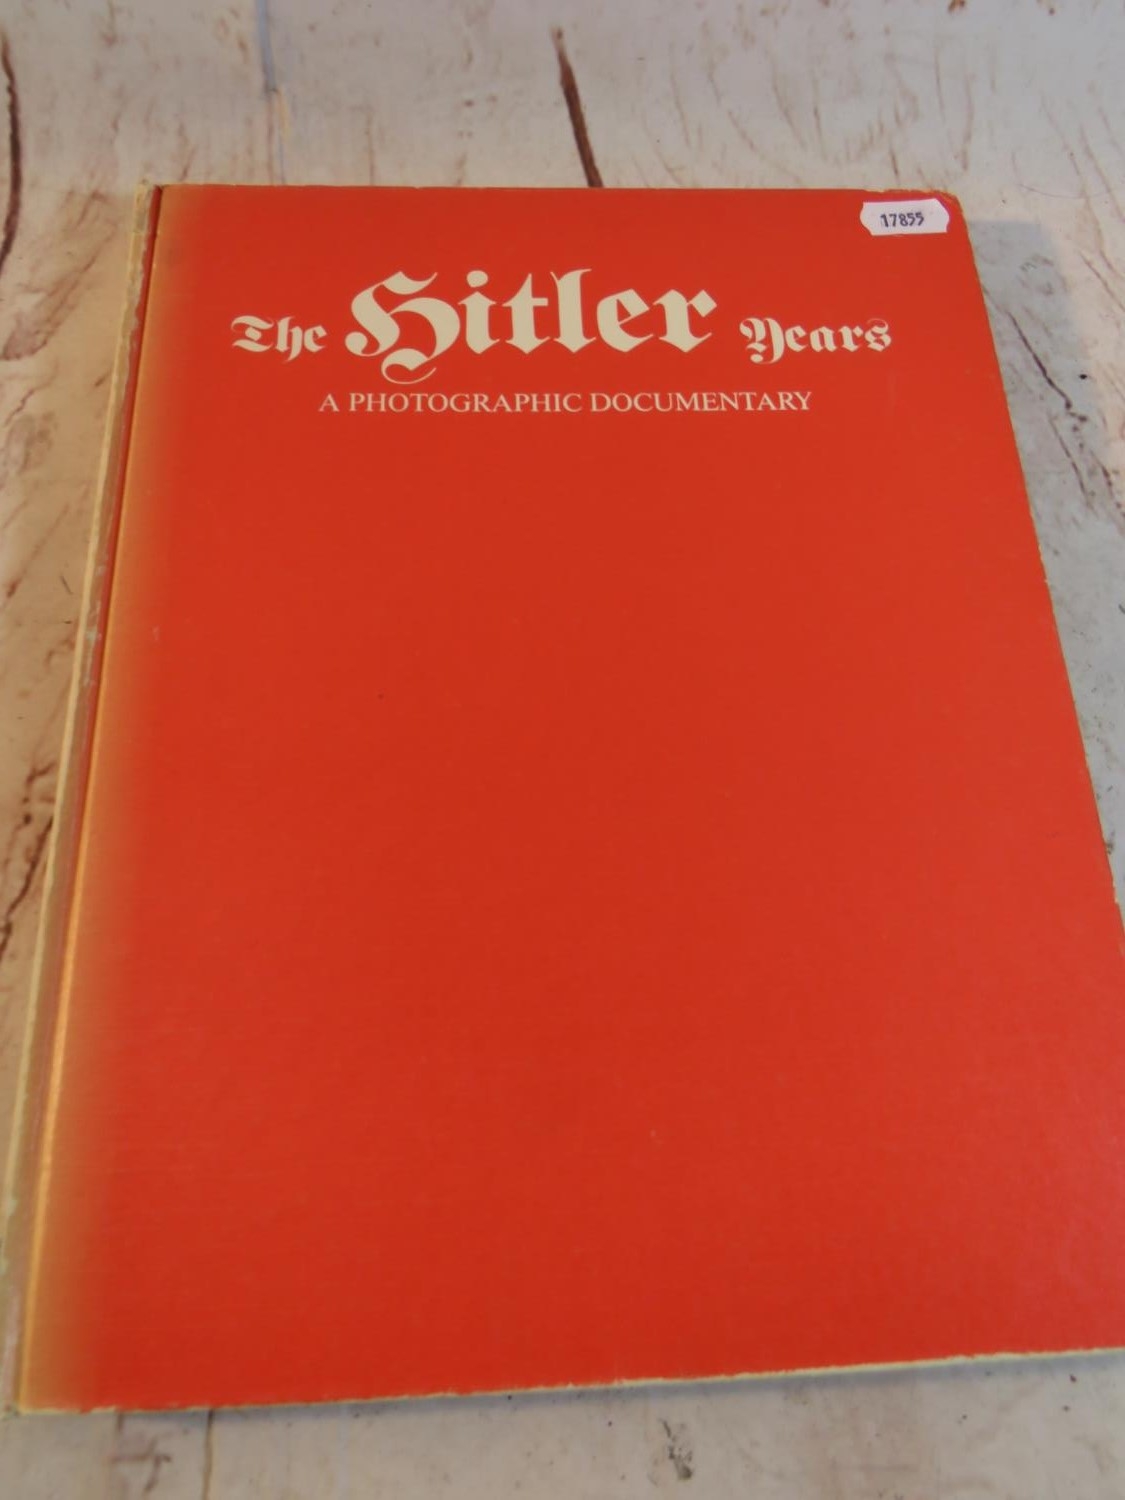 17855
The Hitler Years
A PHOTOGRAPHIC DOCUMENTARY